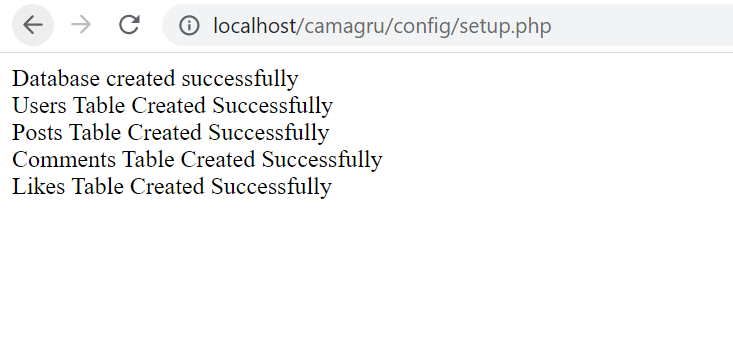 localhost/camagru/config/setup.php
Database created successfully
Users Table Created Successfully
Posts Table Created Successfully
Comments Table Created Successfully
Likes Table Created Successfully